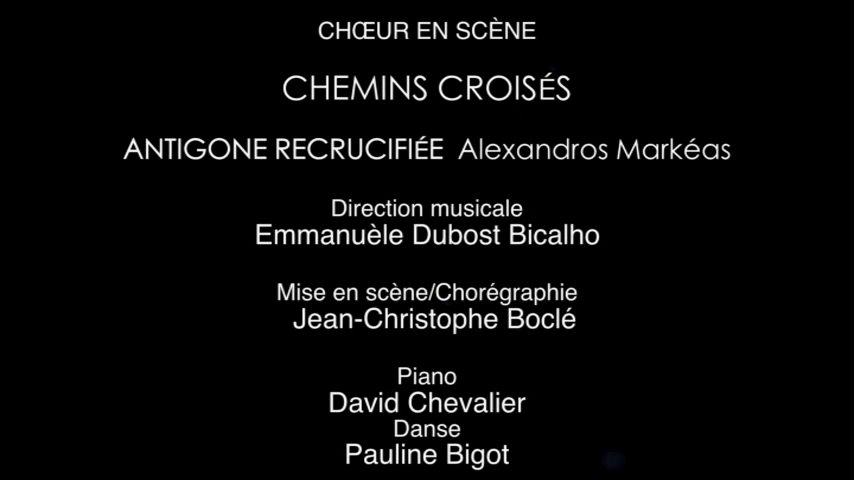 CHŒUR EN SCÈNE
CHEMINS CROISÉS
ANTIGONE RECRUCIFIÉE Alexandros Markéas
Direction musicale
Emmanuèle Dubost Bicalho
Mise en scène/Chorégraphie
Jean-Christophe Boclé
Piano
David Chevalier
Danse
Pauline Bigot